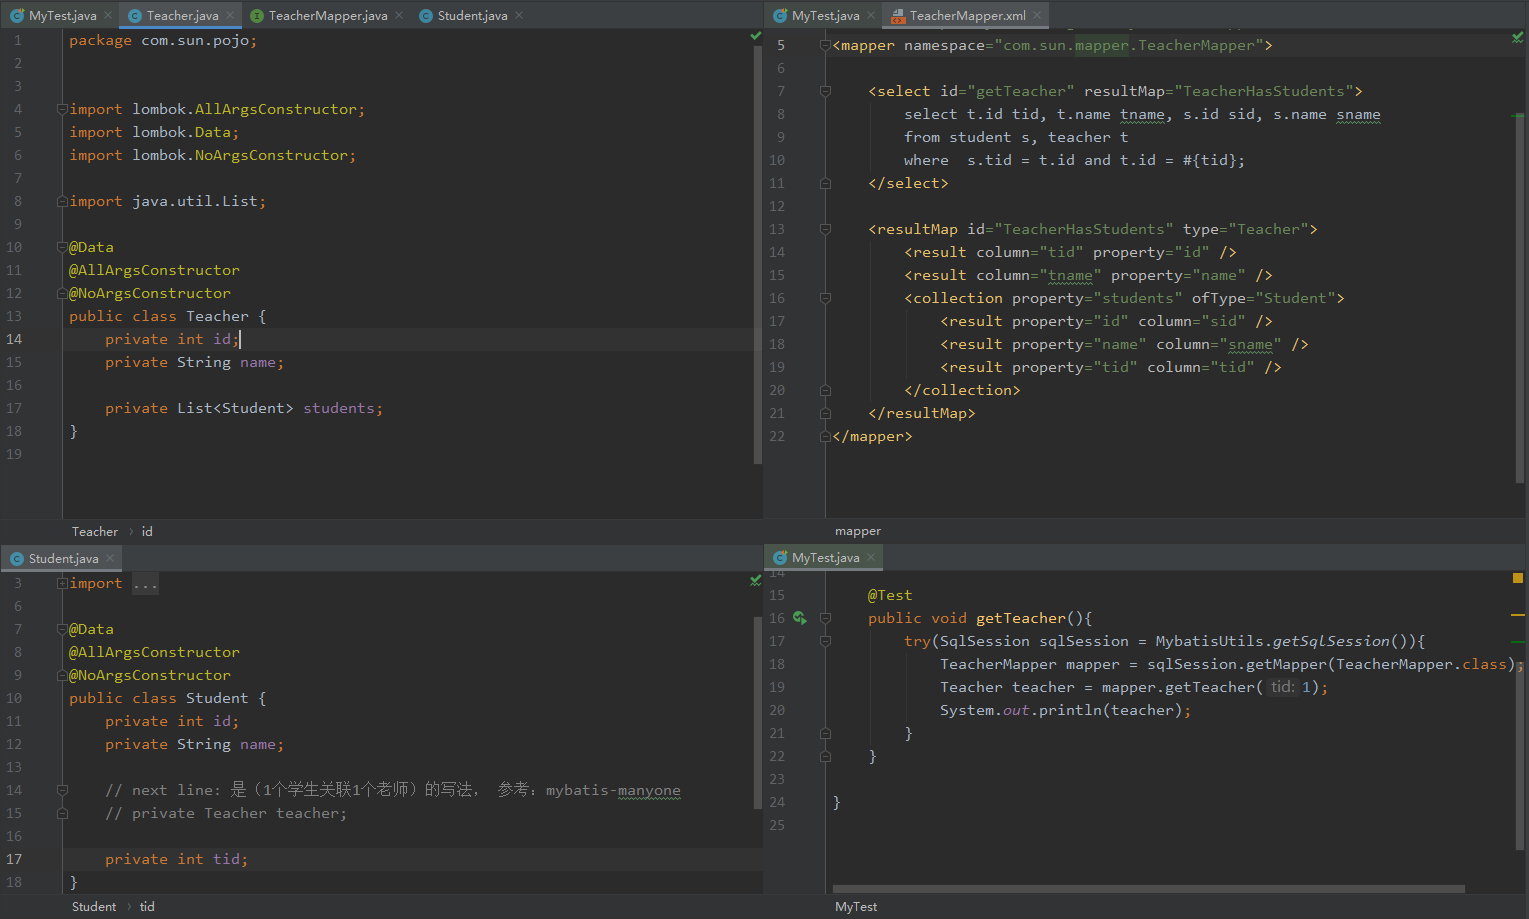 MyTest.java
Teacher.java
TeacherMapper.java
Student.java
1 package com.sun.pojo;
2
3
4 import lombok.AllArgsConstructor;
5 import lombok.Data;
6 import lombok.NoArgsConstructor;
7
8 import java.util.List;
9
10 @Data
11 @AllArgsConstructor
12 @NoArgsConstructor
13 public class Teacher {
14     private int id;
15     private String name;
16
17     private List<Student> students;
18 }
19
Teacher › id
MyTest.java
TeacherMapper.xml
5 <mapper namespace="com.sun.mapper.TeacherMapper">
6
7     <select id="getTeacher" resultMap="TeacherHasStudents">
8         select t.id tid, t.name tname, s.id sid, s.name sname
9         from student s, teacher t
10         where  s.tid = t.id and t.id = #{tid};
11     </select>
12
13     <resultMap id="TeacherHasStudents" type="Teacher">
14         <result column="tid" property="id" />
15         <result column="tname" property="name" />
16         <collection property="students" ofType="Student">
17             <result property="id" column="sid" />
18             <result property="name" column="sname" />
19             <result property="tid" column="tid" />
20         </collection>
21     </resultMap>
22 </mapper>
mapper
Student.java
3 import ...
6
7 @Data
8 @AllArgsConstructor
9 @NoArgsConstructor
10 public class Student {
11     private int id;
12     private String name;
13
14     // next line: 是（1个学生关联1个老师）的写法， 参考：mybatis-manyone
15     // private Teacher teacher;
16
17     private int tid;
18 }
Student › tid
MyTest.java
14
15     @Test
16     public void getTeacher(){
17         try(SqlSession sqlSession = MybatisUtils.getSqlSession()){
18             TeacherMapper mapper = sqlSession.getMapper(TeacherMapper.class);
19             Teacher teacher = mapper.getTeacher( tid: 1);
20             System.out.println(teacher);
21         }
22     }
23
24 }
25
MyTest